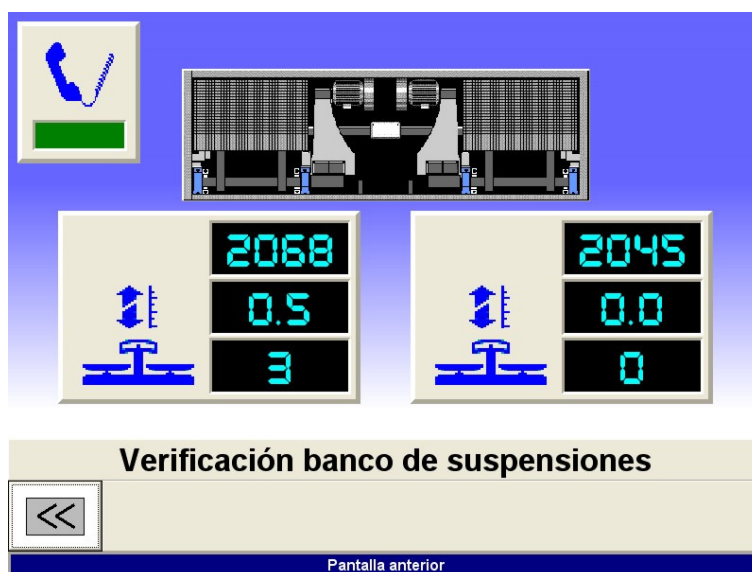 2068 2045
0.5 0.0
3 0
Verificación banco de suspensiones
<<
Pantalla anterior